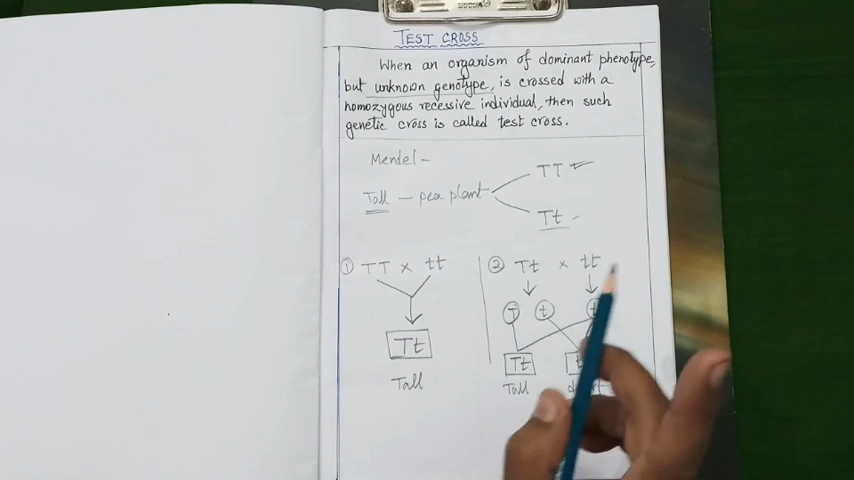 TEST CROSS
When an organism of dominant phenotype,
but unknown genotype, is crossed with a
homozygous recessive individual, then such
genetic cross is called test cross.
Mendel -
Tall - pea plant
TT
Tt -
① TT × tt
Tt
Tall
② Tt × tt
T t t
Tt
Tall